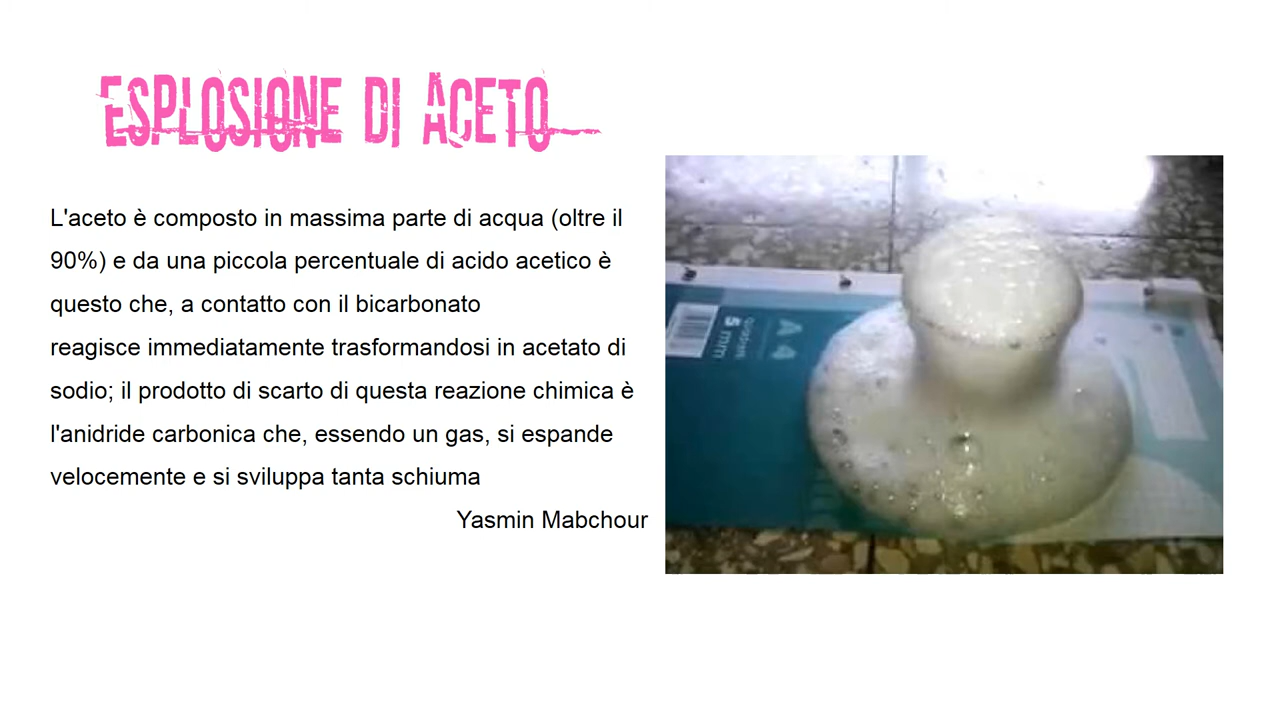 ESPLOSIONE DI ACETO
L'aceto è composto in massima parte di acqua (oltre il
90%) e da una piccola percentuale di acido acetico è
questo che, a contatto con il bicarbonato
reagisce immediatamente trasformandosi in acetato di
sodio; il prodotto di scarto di questa reazione chimica è
l'anidride carbonica che, essendo un gas, si espande
velocemente e si sviluppa tanta schiuma
Yasmin Mabchour
A4
5 mm